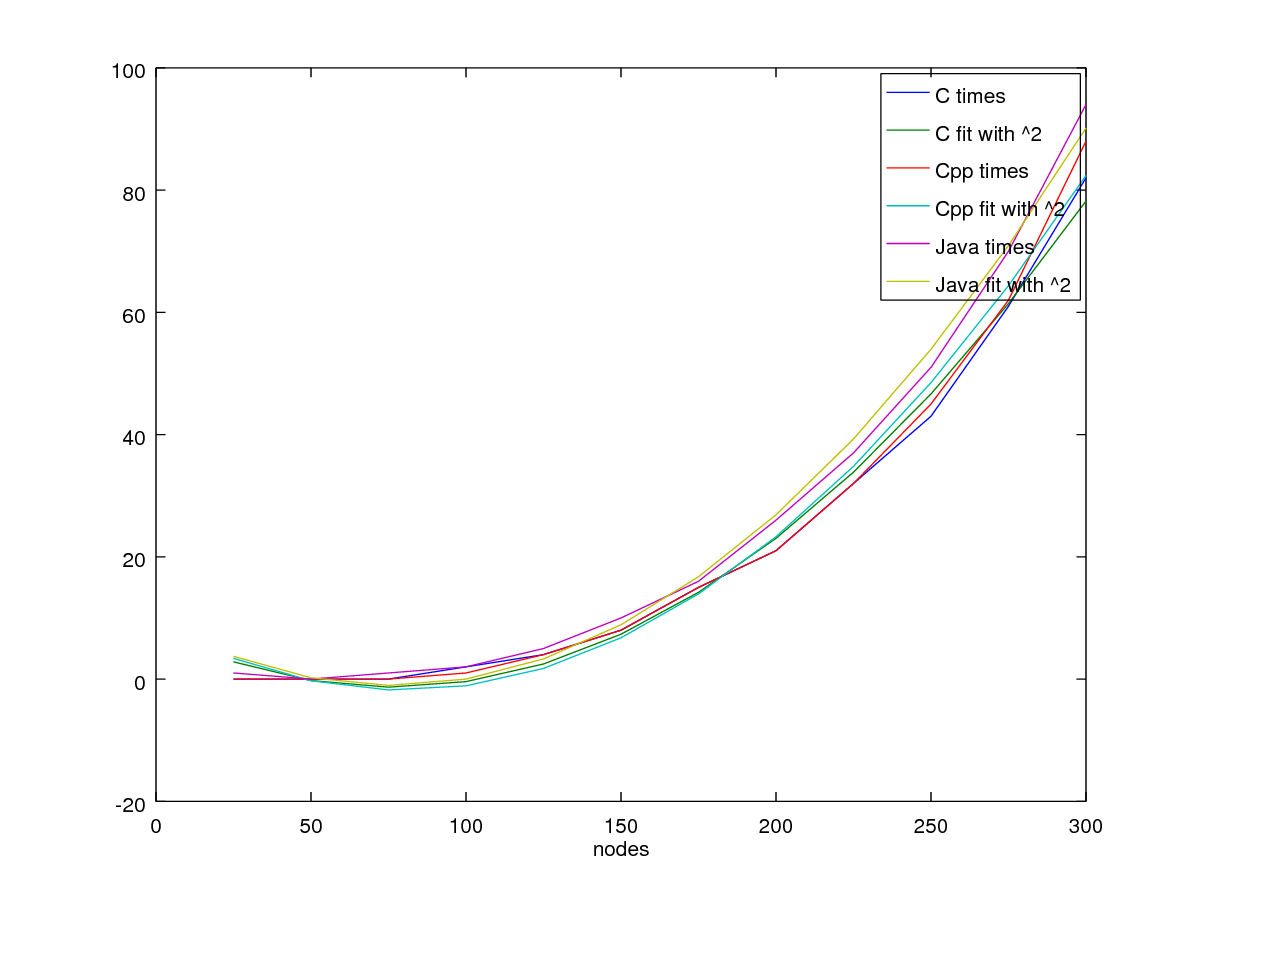 100
80
60
40
20
0
-20
0 50 100 150 200 250 300
nodes
C times
C fit with ^2
Cpp times
Cpp fit with ^2
Java times
Java fit with ^2